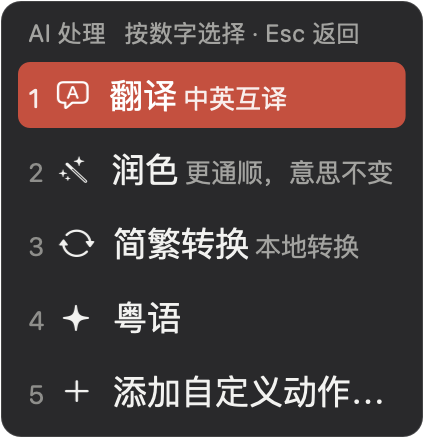 AI 处理 按数字选择 · Esc 返回
1 A 翻译 中英互译
2 润色 更通顺，意思不变
3 简繁转换 本地转换
4 粤语
5 添加自定义动作...